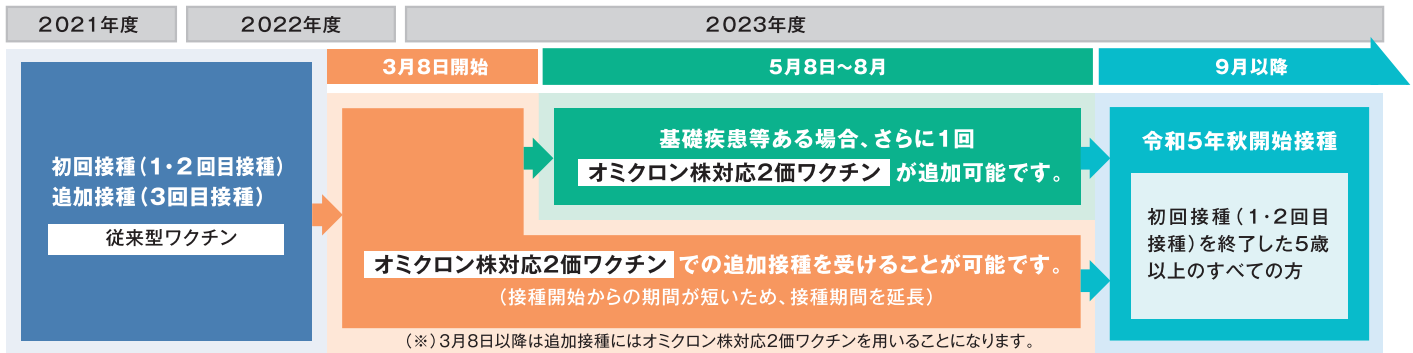 2021年度
2022年度
2023年度
3月8日開始
5月8日～8月
9月以降
初回接種（1・2回目接種）
追加接種（3回目接種）
従来型ワクチン
基礎疾患等ある場合、さらに1回
オミクロン株対応2価ワクチン が追加可能です。
オミクロン株対応2価ワクチン での追加接種を受けることが可能です。
（接種開始からの期間が短いため、接種期間を延長）
（※）3月8日以降は追加接種にはオミクロン株対応2価ワクチンを用いることになります。
令和5年秋開始接種
初回接種（1・2回目
接種）を終了した5歳
以上のすべての方